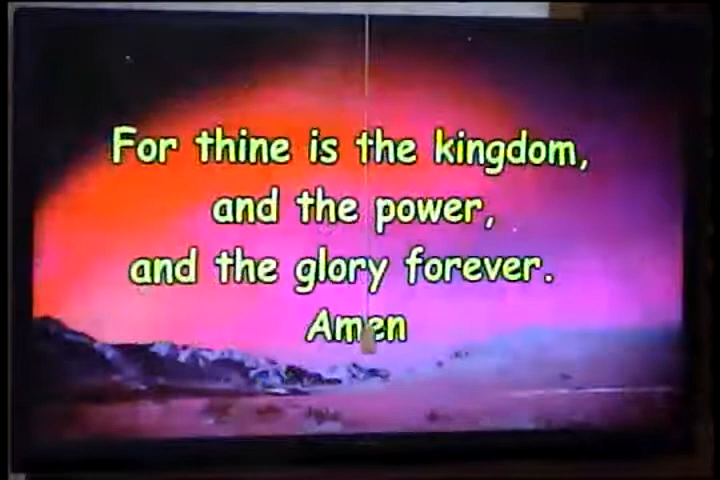 For thine is the kingdom,
and the power,
and the glory forever.
Amen